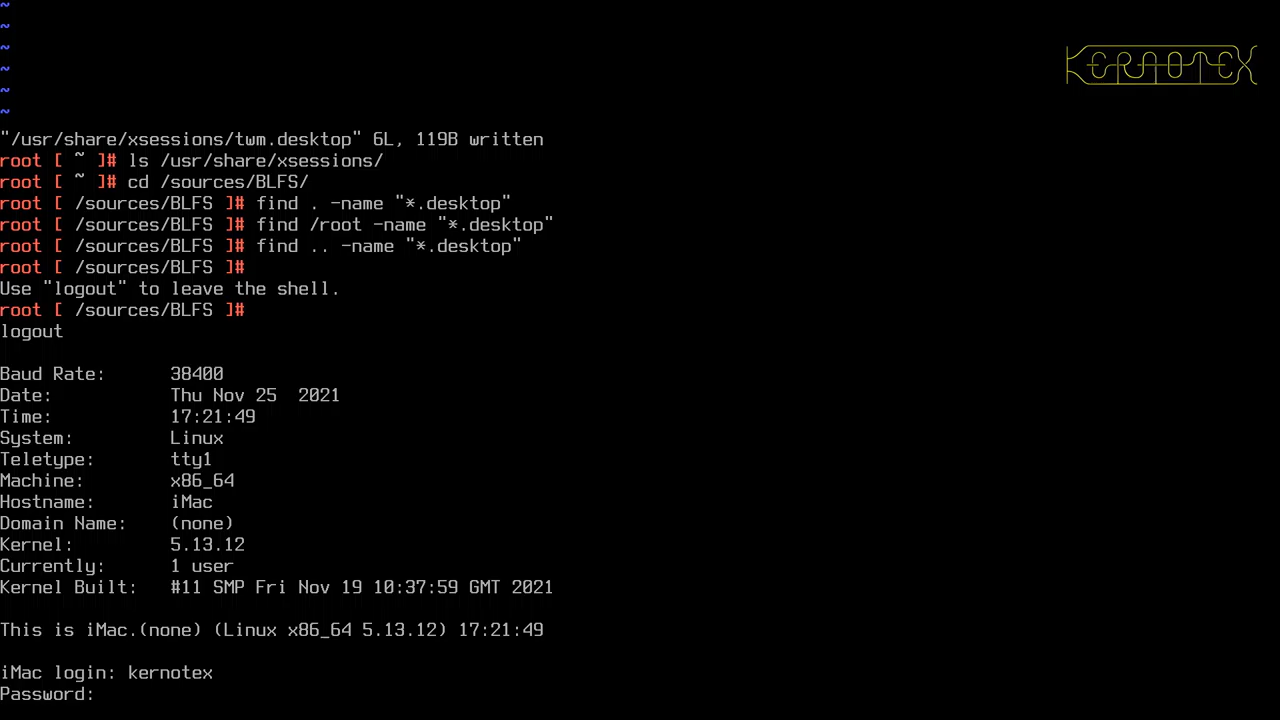 ~
~
~
~
KERNOTEX
~
~
"/usr/share/xsessions/twm.desktop" 6L, 119B written
root [ ~ ]# ls /usr/share/xsessions/
root [ ~ ]# cd /sources/BLFS/
root [ /sources/BLFS ]# find . -name "*.desktop"
root [ /sources/BLFS ]# find /root -name "*.desktop"
root [ /sources/BLFS ]# find .. -name "*.desktop"
root [ /sources/BLFS ]#
Use "logout" to leave the shell.
root [ /sources/BLFS ]#
logout
Baud Rate:      38400
Date:           Thu Nov 25  2021
Time:           17:21:49
System:         Linux
Teletype:       tty1
Machine:        x86_64
Hostname:       iMac
Domain Name:    (none)
Kernel:         5.13.12
Currently:      1 user
Kernel Built:   #11 SMP Fri Nov 19 10:37:59 GMT 2021
This is iMac.(none) (Linux x86_64 5.13.12) 17:21:49
iMac login: kernotex
Password: